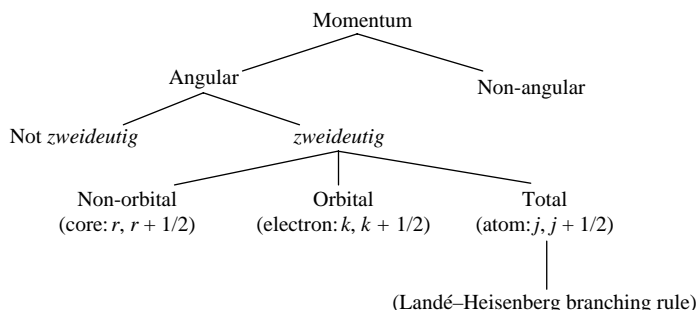 Momentum
Angular
Non-angular
Not zweideutig
zweideutig
Non-orbital
(core: r, r + 1/2)
Orbital
(electron: k, k + 1/2)
Total
(atom: j, j + 1/2)
(Landé–Heisenberg branching rule)